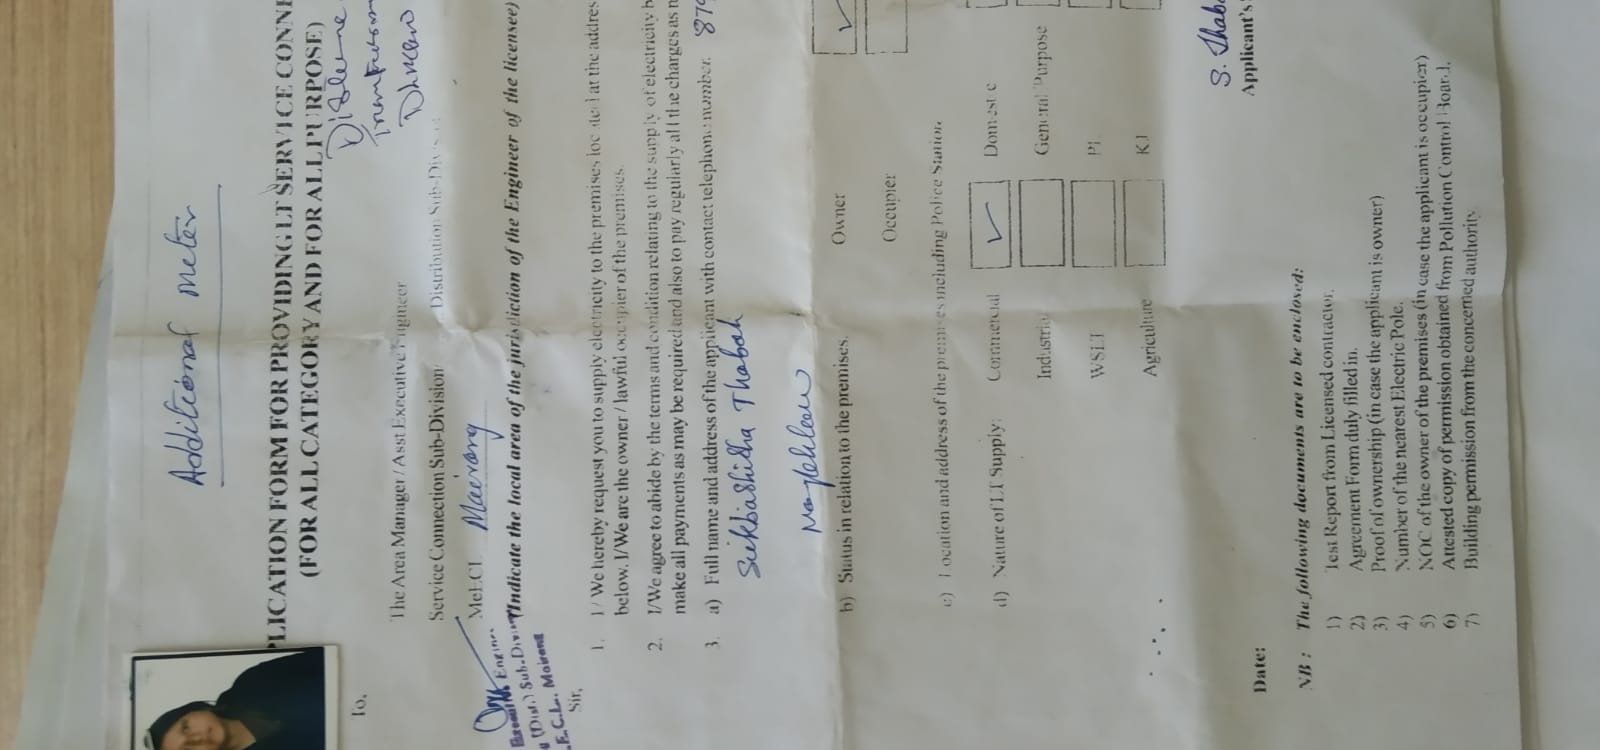 Additional Meter
PLICATION FORM FOR PROVIDING LT SERVICE CONNE
(FOR ALL CATEGORY AND FOR ALL PURPOSE)
To,
The Area Manager / Asst Executive Engineer
Service Connection Sub-Division Distribution Sub-Division
MeECL Mairang
(Indicate the local area of the jurisdiction of the Engineer of the licensee)
(Dist.) Sub-Division
.E.C.L. Mairang
Sir,
1. I/We hereby request you to supply electricity to the premises located at the addres
below. I/We are the owner / lawful occupier of the premises.
2. I/We agree to abide by the terms and condition relating to the supply of electricity b
make all payments as may be required and also to pay regularly all the charges as n
3. a) Full name and address of the applicant with contact telephone number. 879
Thabah
b) Status in relation to the premises. Owner ✓
Occupier
c) Location and address of the premises including Police Station.
d) Nature of LT Supply: Commercial ✓ Domestic
Industrial General Purpose
WSLT PL
Agriculture KJ
S. Thaba
Applicant's
Date:
NB : The following documents are to be enclosed:
1) Test Report from Licensed contractor.
2) Agreement Form duly filled in.
3) Proof of ownership (in case the applicant is owner)
4) Number of the nearest Electric Pole.
5) NOC of the owner of the premises (in case the applicant is occupier)
6) Attested copy of permission obtained from Pollution Control Board.
7) Building permission from the concerned authority.